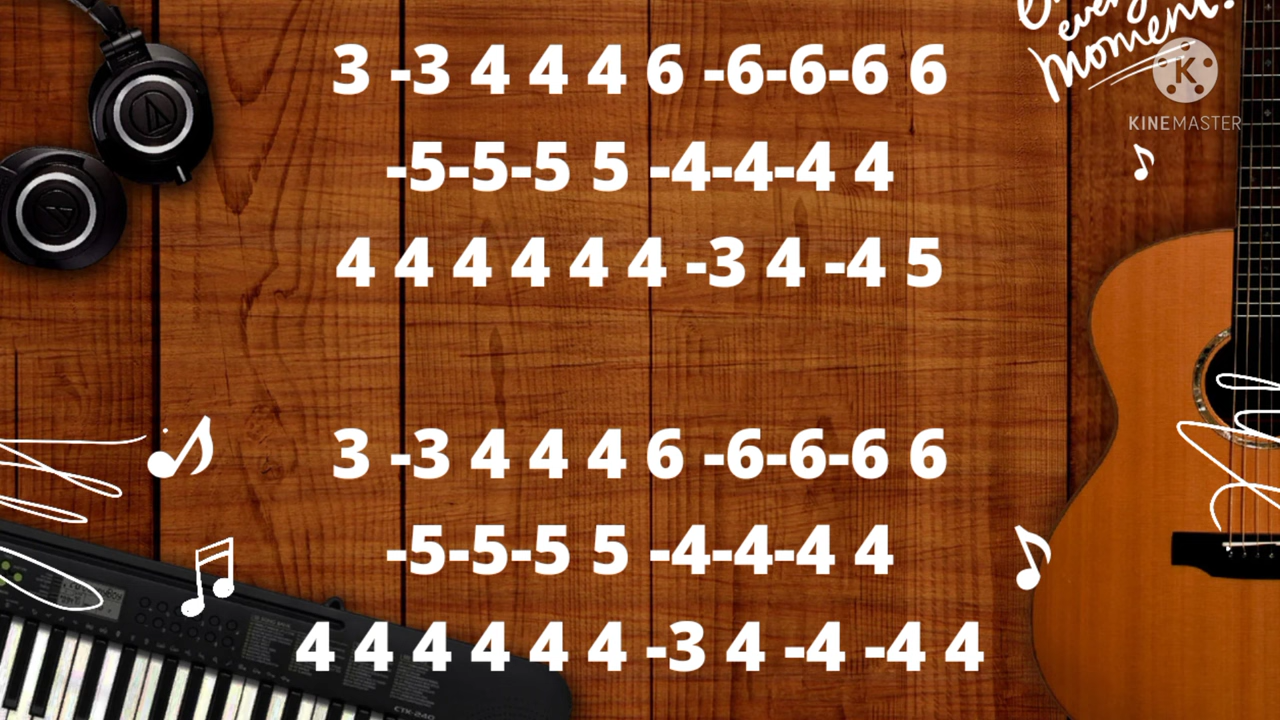 every
moment!
K
KINEMASTER
3 -3 4 4 4 6 -6-6-6 6
-5-5-5 5 -4-4-4 4
4 4 4 4 4 4 -3 4 -4 5
3 -3 4 4 4 6 -6-6-6 6
-5-5-5 5 -4-4-4 4
4 4 4 4 4 4 -3 4 -4 -4 4
CTK-240